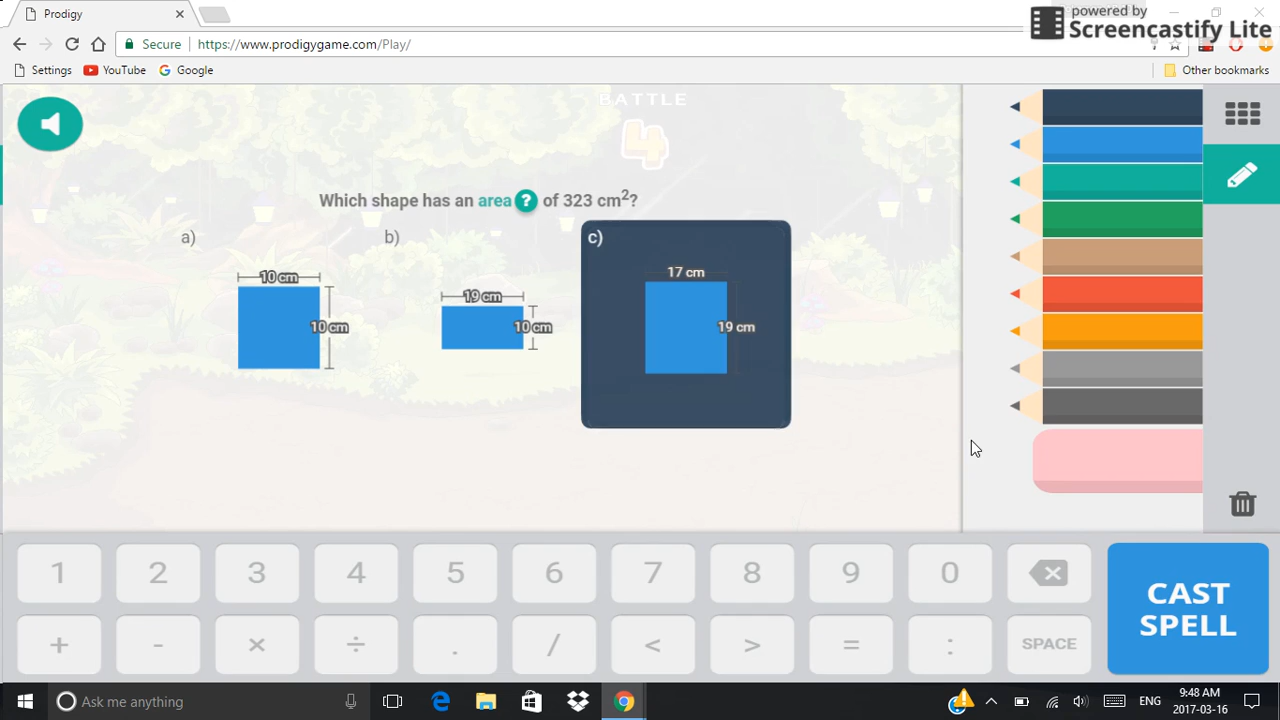 Prodigy
powered by
Screencastify Lite
Secure https://www.prodigygame.com/Play/
Settings YouTube Google Other bookmarks
BATTLE
4
Which shape has an area ? of 323 cm²?
a) b) c)
10 cm
10 cm
19 cm
10 cm
17 cm
19 cm
1 2 3 4 5 6 7 8 9 0
+ - × ÷ . / < > = : SPACE
CAST
SPELL
Ask me anything
ENG
9:48 AM
2017-03-16